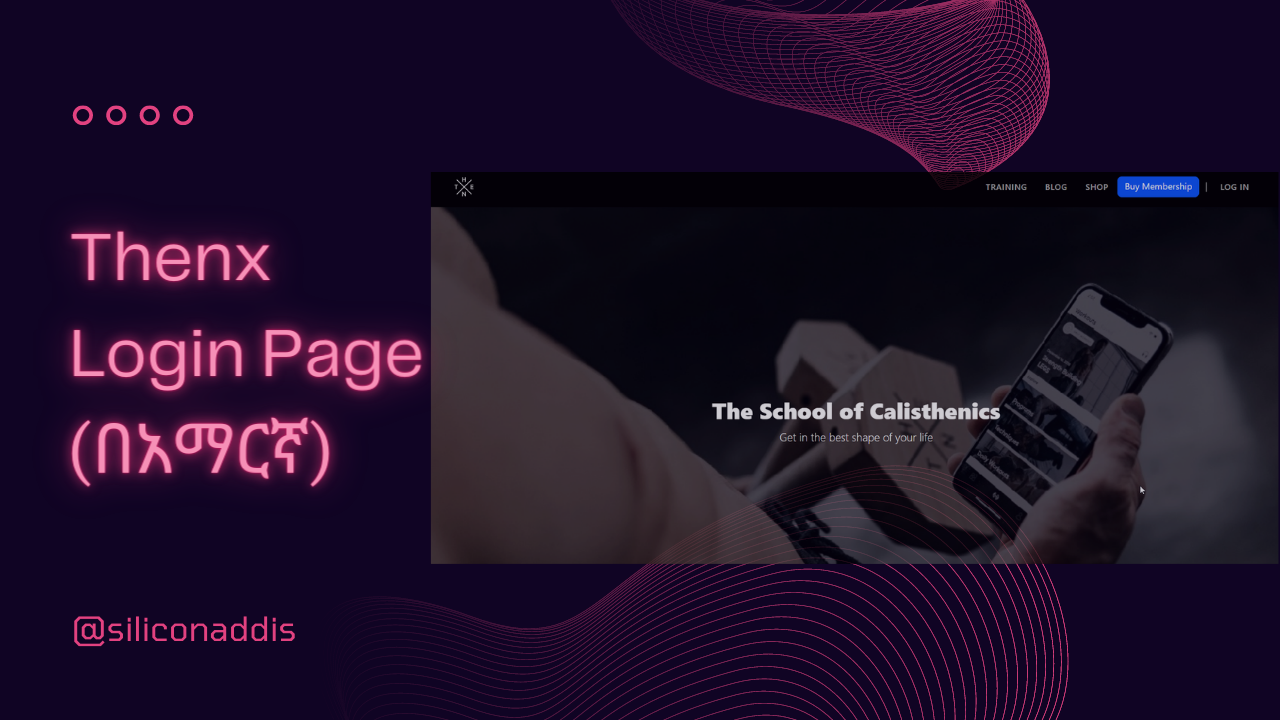 Thenx
Login Page
(በአማርኛ)
@siliconaddis
H
T E
N
TRAINING BLOG SHOP Buy Membership | LOG IN
The School of Calisthenics
Get in the best shape of your life